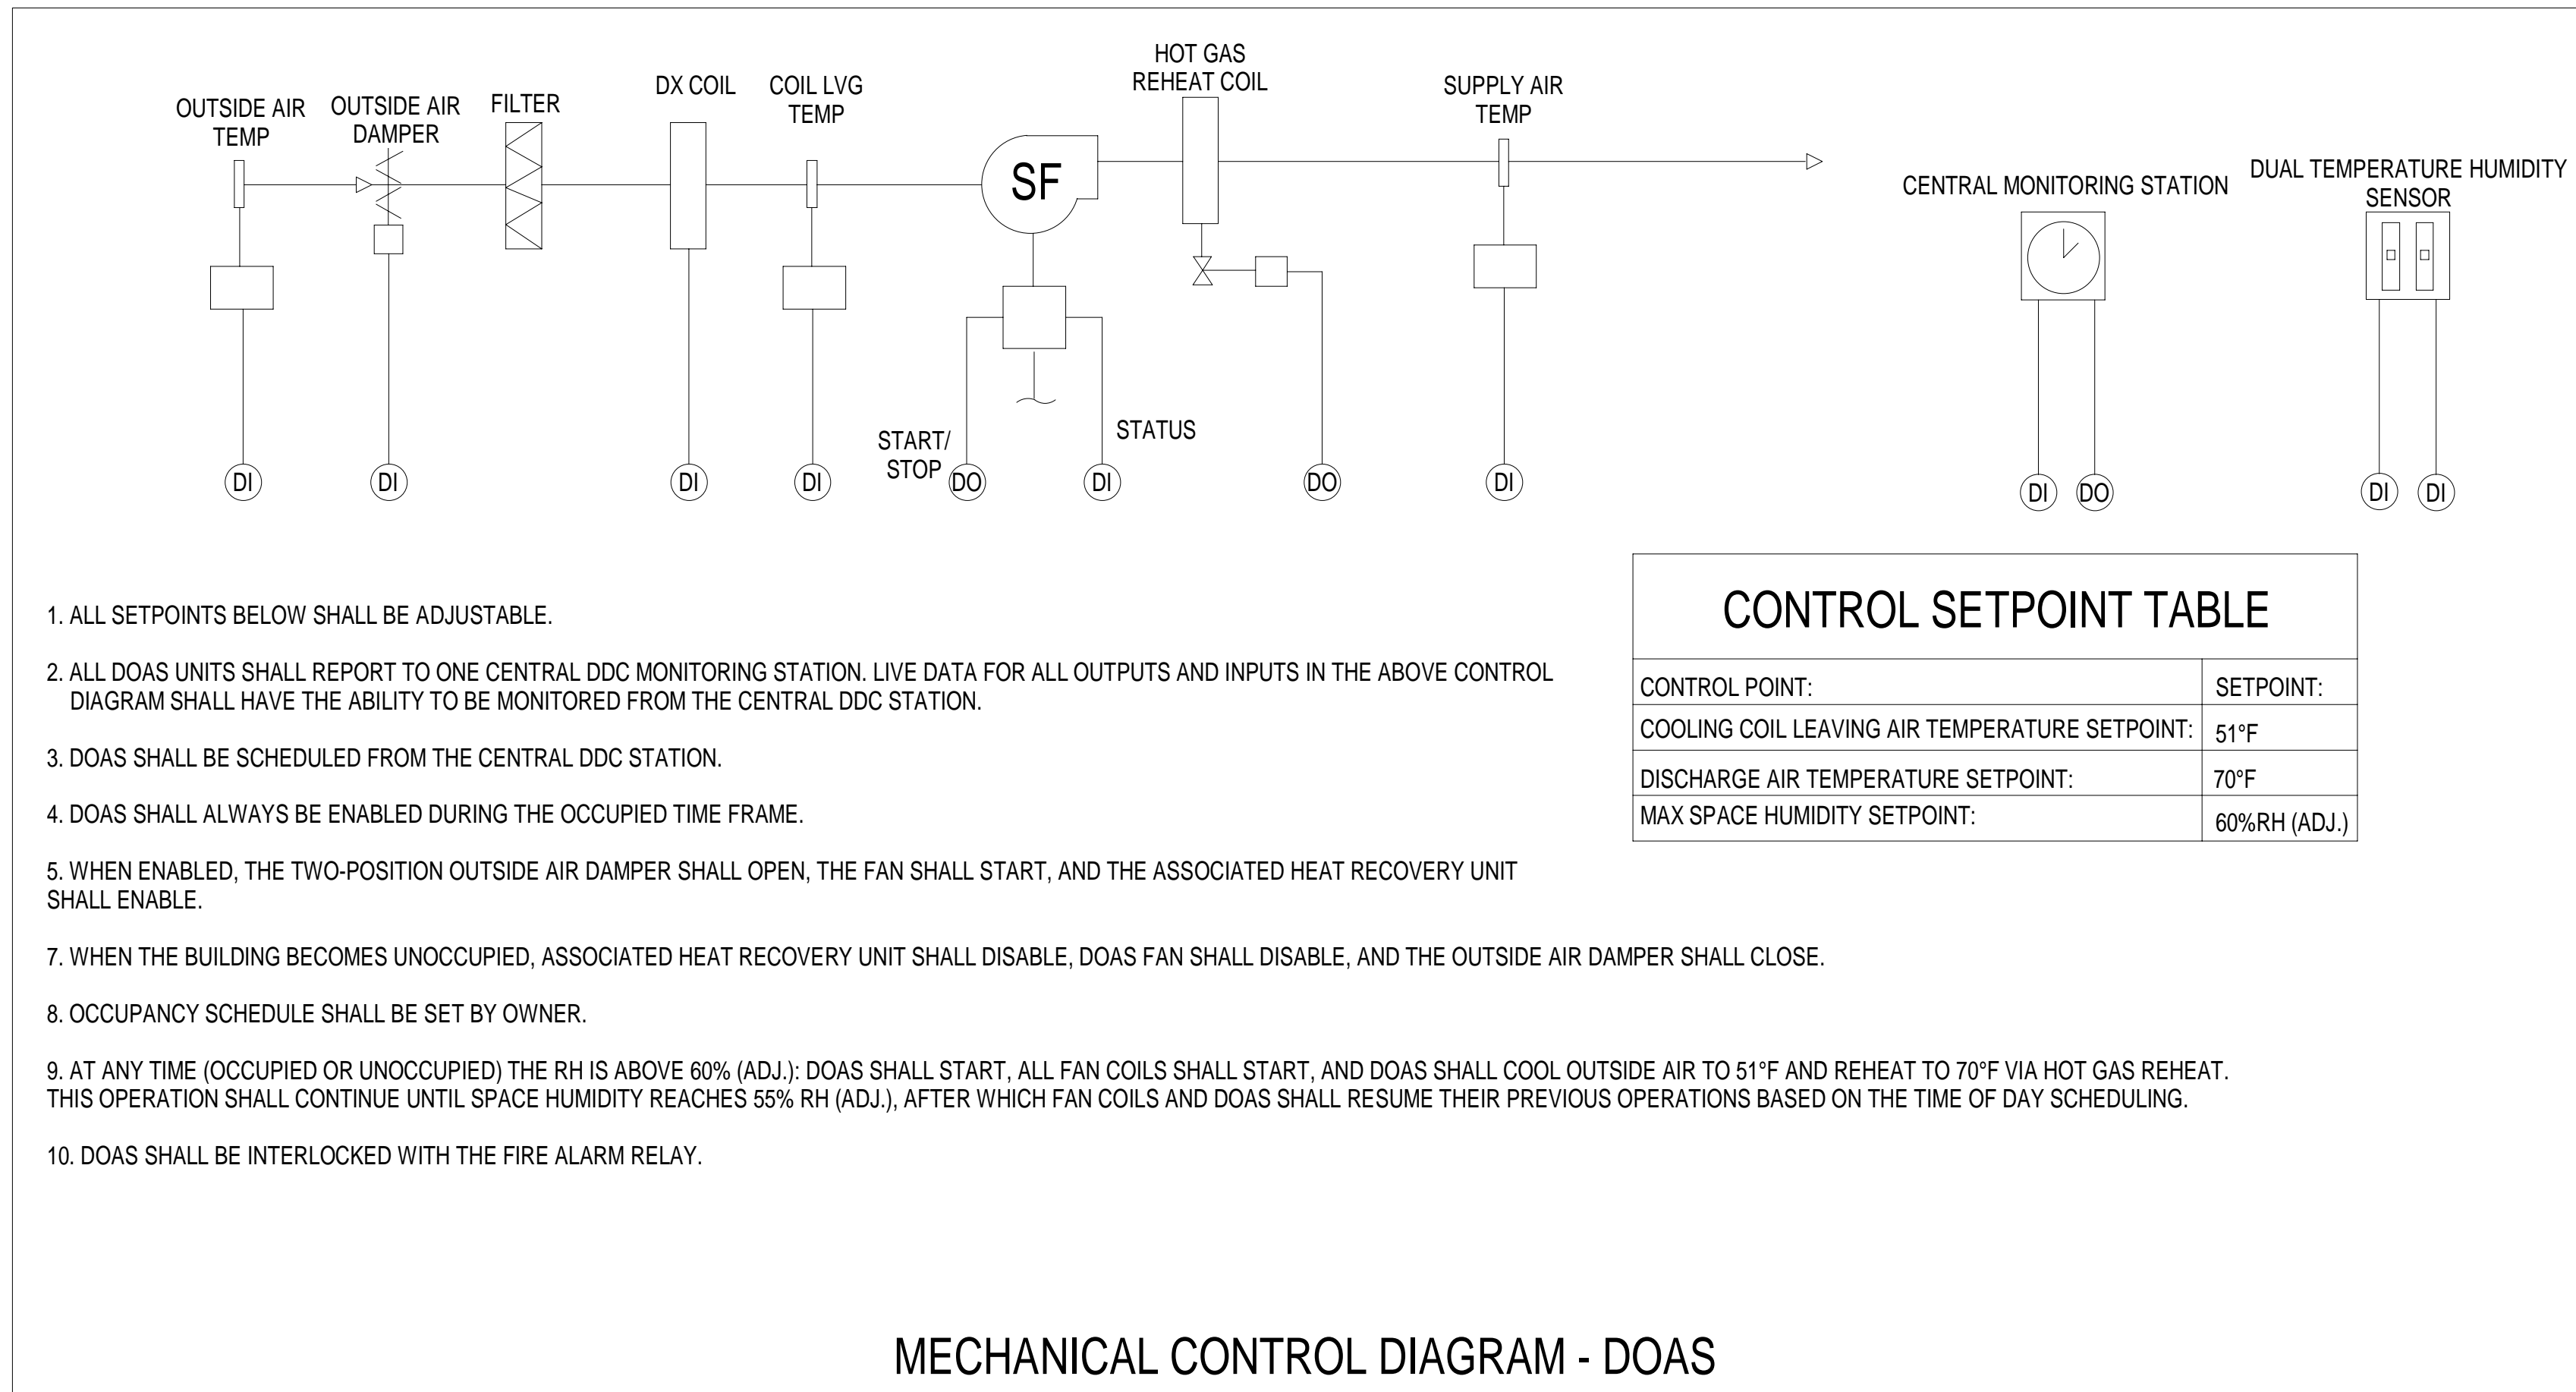 OUTSIDE AIR
TEMP
OUTSIDE AIR
DAMPER
FILTER
DX COIL
COIL LVG
TEMP
HOT GAS
REHEAT COIL
SUPPLY AIR
TEMP
CENTRAL MONITORING STATION
DUAL TEMPERATURE HUMIDITY
SENSOR
SF
START/
STOP
STATUS
DI
DI
DI
DI
DO
DI
DO
DI
DI
DO
DI
DI
CONTROL SETPOINT TABLE
CONTROL POINT: SETPOINT:
COOLING COIL LEAVING AIR TEMPERATURE SETPOINT: 51°F
DISCHARGE AIR TEMPERATURE SETPOINT: 70°F
MAX SPACE HUMIDITY SETPOINT: 60%RH (ADJ.)
1. ALL SETPOINTS BELOW SHALL BE ADJUSTABLE.
2. ALL DOAS UNITS SHALL REPORT TO ONE CENTRAL DDC MONITORING STATION. LIVE DATA FOR ALL OUTPUTS AND INPUTS IN THE ABOVE CONTROL
DIAGRAM SHALL HAVE THE ABILITY TO BE MONITORED FROM THE CENTRAL DDC STATION.
3. DOAS SHALL BE SCHEDULED FROM THE CENTRAL DDC STATION.
4. DOAS SHALL ALWAYS BE ENABLED DURING THE OCCUPIED TIME FRAME.
5. WHEN ENABLED, THE TWO-POSITION OUTSIDE AIR DAMPER SHALL OPEN, THE FAN SHALL START, AND THE ASSOCIATED HEAT RECOVERY UNIT
SHALL ENABLE.
7. WHEN THE BUILDING BECOMES UNOCCUPIED, ASSOCIATED HEAT RECOVERY UNIT SHALL DISABLE, DOAS FAN SHALL DISABLE, AND THE OUTSIDE AIR DAMPER SHALL CLOSE.
8. OCCUPANCY SCHEDULE SHALL BE SET BY OWNER.
9. AT ANY TIME (OCCUPIED OR UNOCCUPIED) THE RH IS ABOVE 60% (ADJ.): DOAS SHALL START, ALL FAN COILS SHALL START, AND DOAS SHALL COOL OUTSIDE AIR TO 51°F AND REHEAT TO 70°F VIA HOT GAS REHEAT.
THIS OPERATION SHALL CONTINUE UNTIL SPACE HUMIDITY REACHES 55% RH (ADJ.), AFTER WHICH FAN COILS AND DOAS SHALL RESUME THEIR PREVIOUS OPERATIONS BASED ON THE TIME OF DAY SCHEDULING.
10. DOAS SHALL BE INTERLOCKED WITH THE FIRE ALARM RELAY.
MECHANICAL CONTROL DIAGRAM - DOAS